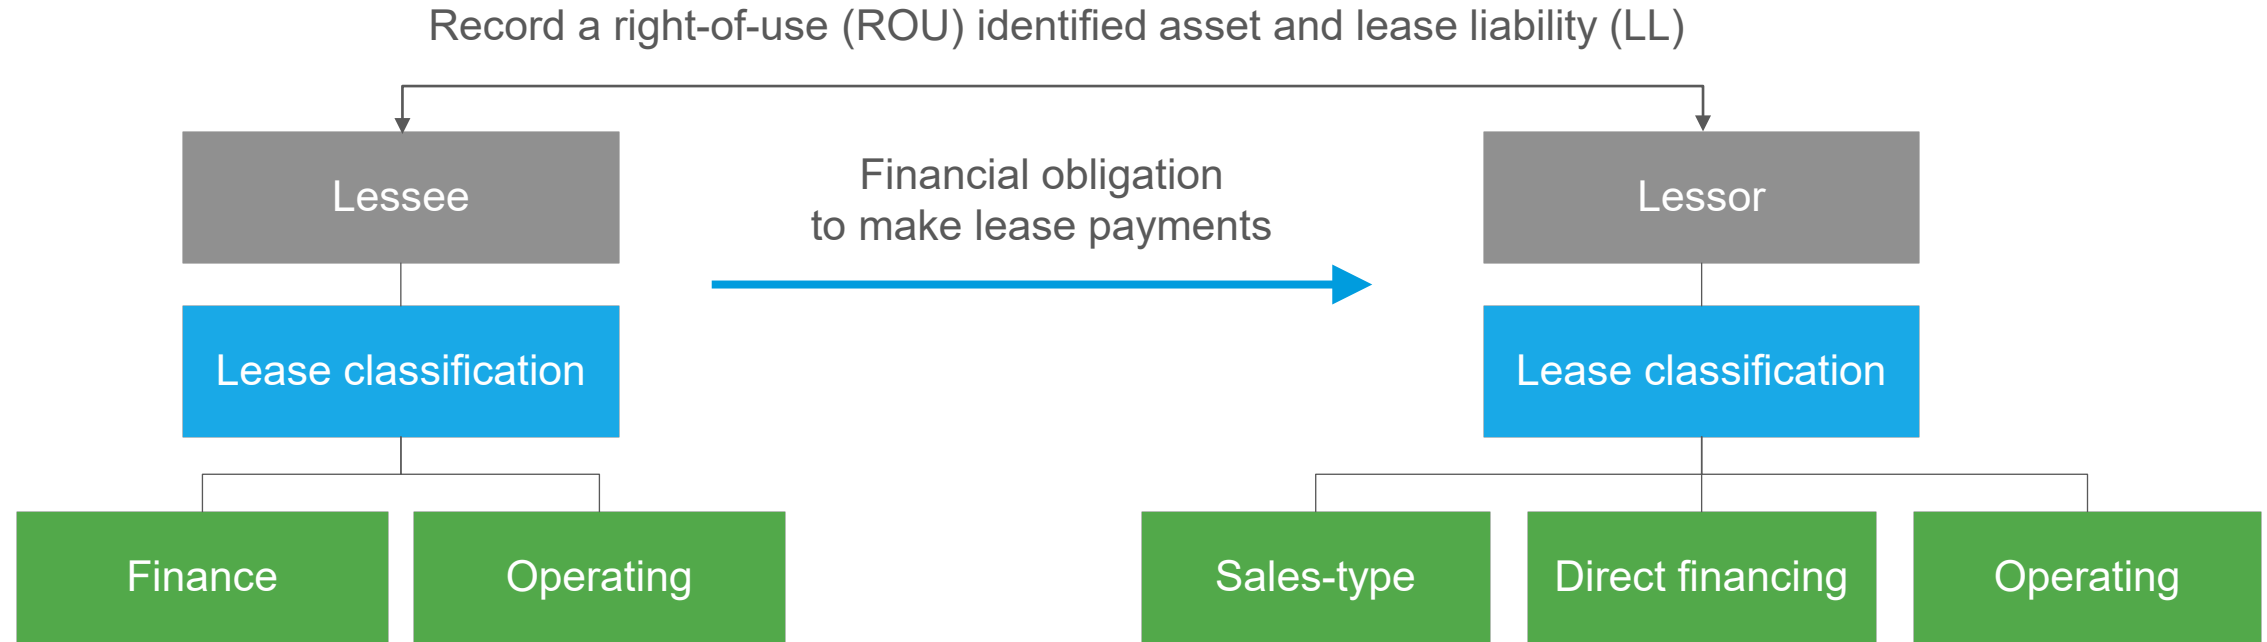 Record a right-of-use (ROU) identified asset and lease liability (LL)
Lessee
Financial obligation
to make lease payments
Lessor
Lease classification
Lease classification
Finance
Operating
Sales-type
Direct financing
Operating